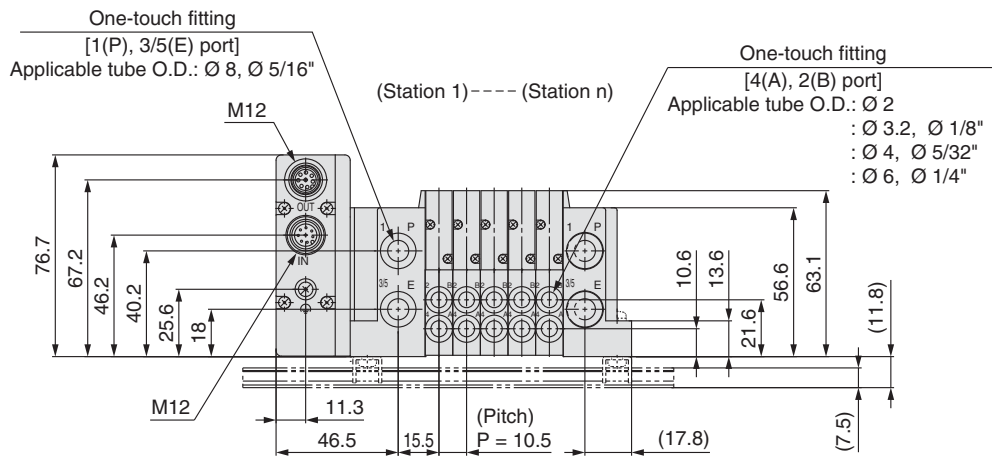 One-touch fitting
[1(P), 3/5(E) port]
Applicable tube O.D.: Ø 8, Ø 5/16"
One-touch fitting
[4(A), 2(B) port]
Applicable tube O.D.: Ø 2
: Ø 3.2, Ø 1/8"
: Ø 4, Ø 5/32"
: Ø 6, Ø 1/4"
(Station 1)---- (Station n)
M12
OUT
IN
M12
1 P
3/5 E
1 P
3/5 E
76.7
67.2
46.2
40.2
25.6
18
10.6
13.6
21.6
56.6
63.1
(11.8)
(7.5)
11.3
46.5
15.5
(Pitch)
P = 10.5
(17.8)